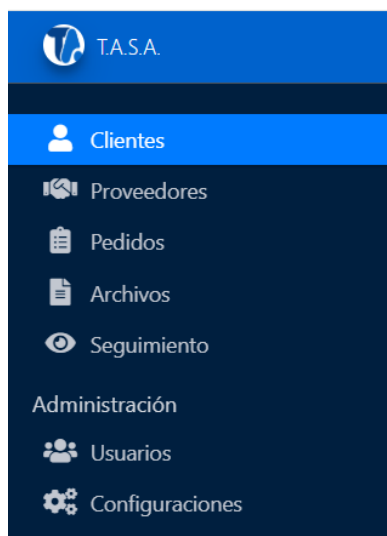 T.A.S.A.
Clientes
Proveedores
Pedidos
Archivos
Seguimiento
Administración
Usuarios
Configuraciones